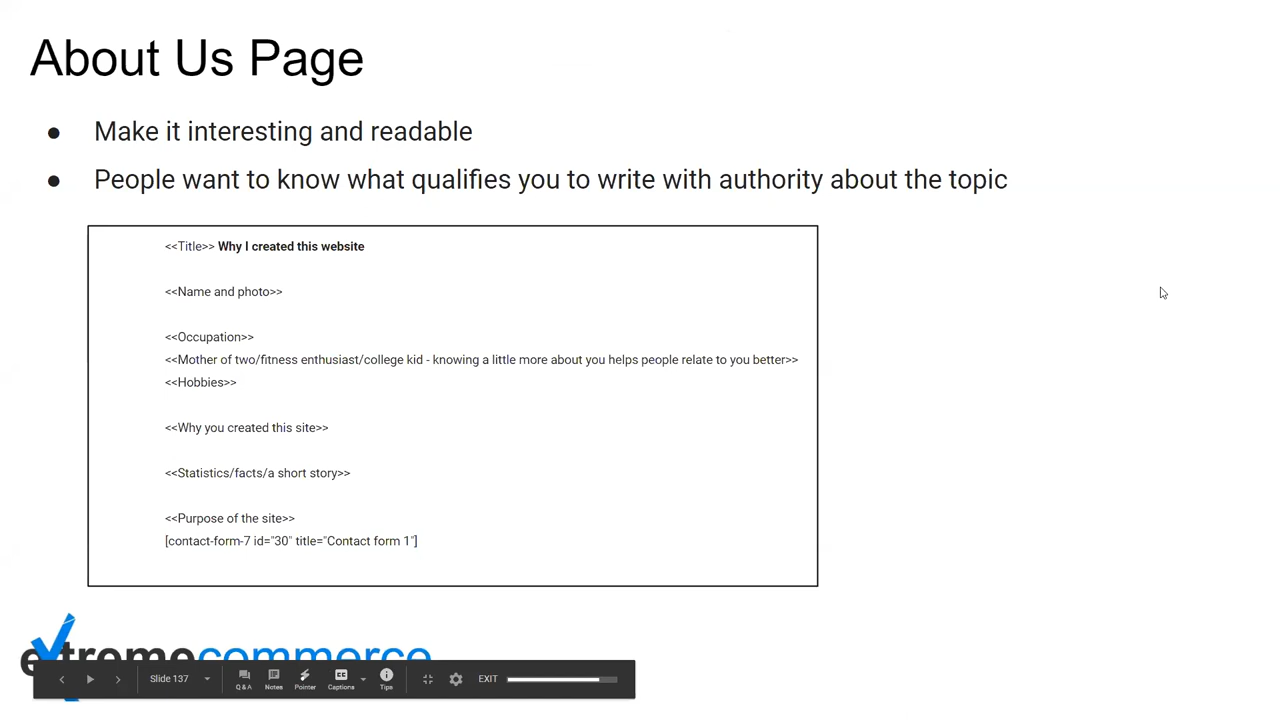 About Us Page
● Make it interesting and readable
● People want to know what qualifies you to write with authority about the topic
<<Title>> Why I created this website
<<Name and photo>>
<<Occupation>>
<<Mother of two/fitness enthusiast/college kid - knowing a little more about you helps people relate to you better>>
<<Hobbies>>
<<Why you created this site>>
<<Statistics/facts/a short story>>
<<Purpose of the site>>
[contact-form-7 id="30" title="Contact form 1"]
extremecommerce
Slide 137
Q&A
Notes
Pointer
Captions
Tips
EXIT